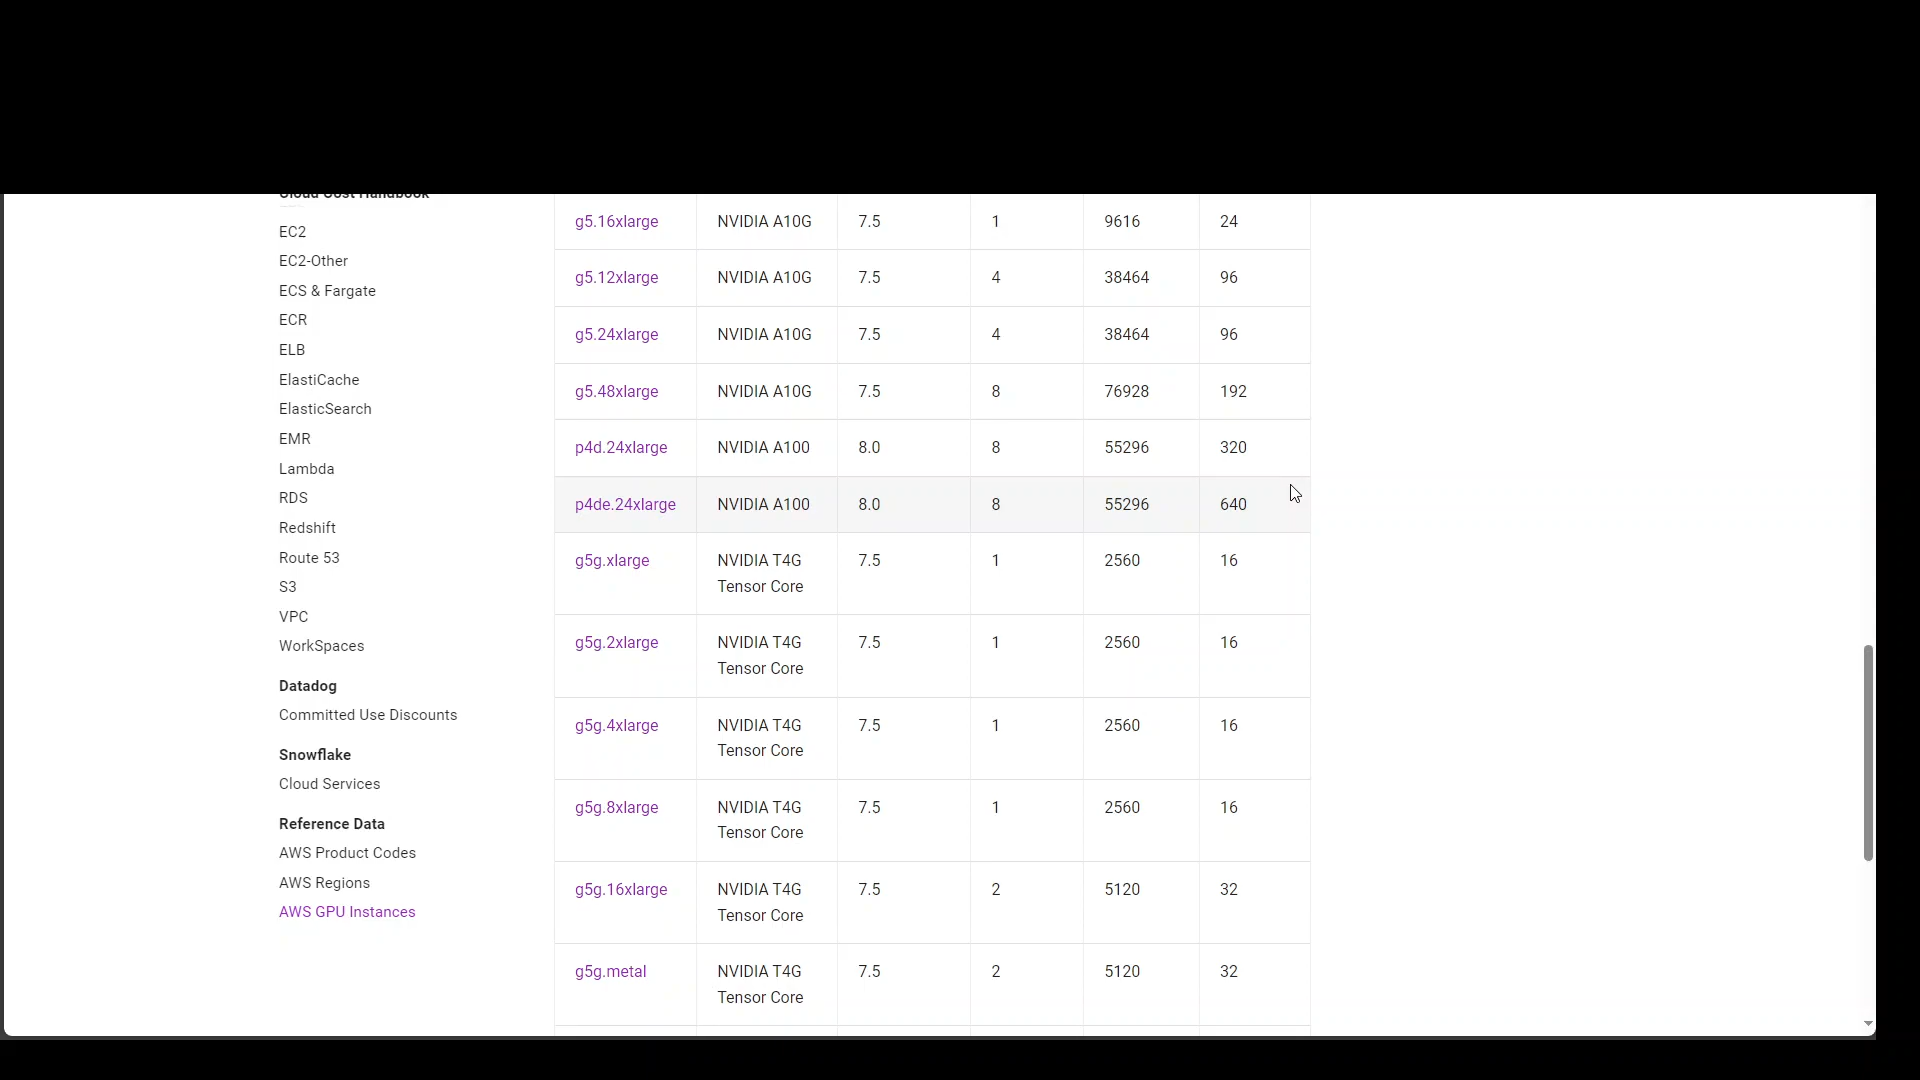 Cloud Cost Handbook
EC2
EC2-Other
ECS & Fargate
ECR
ELB
ElastiCache
ElasticSearch
EMR
Lambda
RDS
Redshift
Route 53
S3
VPC
WorkSpaces
Datadog
Committed Use Discounts
Snowflake
Cloud Services
Reference Data
AWS Product Codes
AWS Regions
AWS GPU Instances
g5.16xlarge NVIDIA A10G 7.5 1 9616 24
g5.12xlarge NVIDIA A10G 7.5 4 38464 96
g5.24xlarge NVIDIA A10G 7.5 4 38464 96
g5.48xlarge NVIDIA A10G 7.5 8 76928 192
p4d.24xlarge NVIDIA A100 8.0 8 55296 320
p4de.24xlarge NVIDIA A100 8.0 8 55296 640
g5g.xlarge NVIDIA T4G 7.5 1 2560 16
Tensor Core
g5g.2xlarge NVIDIA T4G 7.5 1 2560 16
Tensor Core
g5g.4xlarge NVIDIA T4G 7.5 1 2560 16
Tensor Core
g5g.8xlarge NVIDIA T4G 7.5 1 2560 16
Tensor Core
g5g.16xlarge NVIDIA T4G 7.5 2 5120 32
Tensor Core
g5g.metal NVIDIA T4G 7.5 2 5120 32
Tensor Core